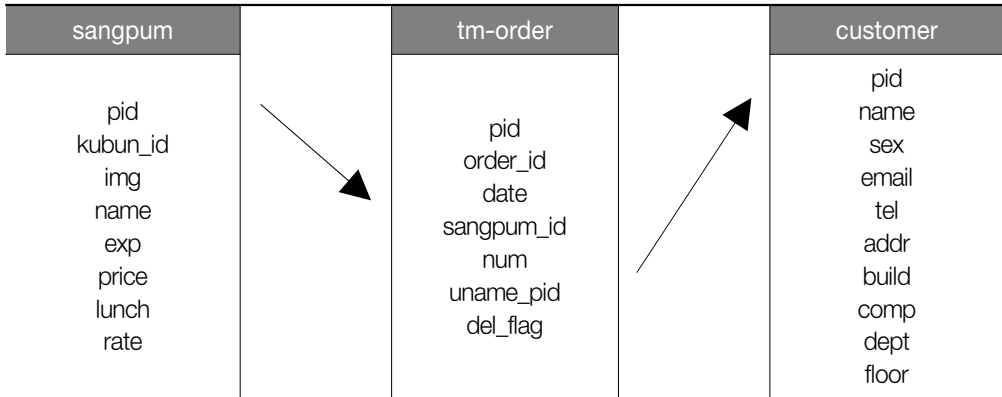 sangpum
pid
kubun_id
img
name
exp
price
lunch
rate
tm-order
pid
order_id
date
sangpum_id
num
uname_pid
del_flag
customer
pid
name
sex
email
tel
addr
build
comp
dept
floor